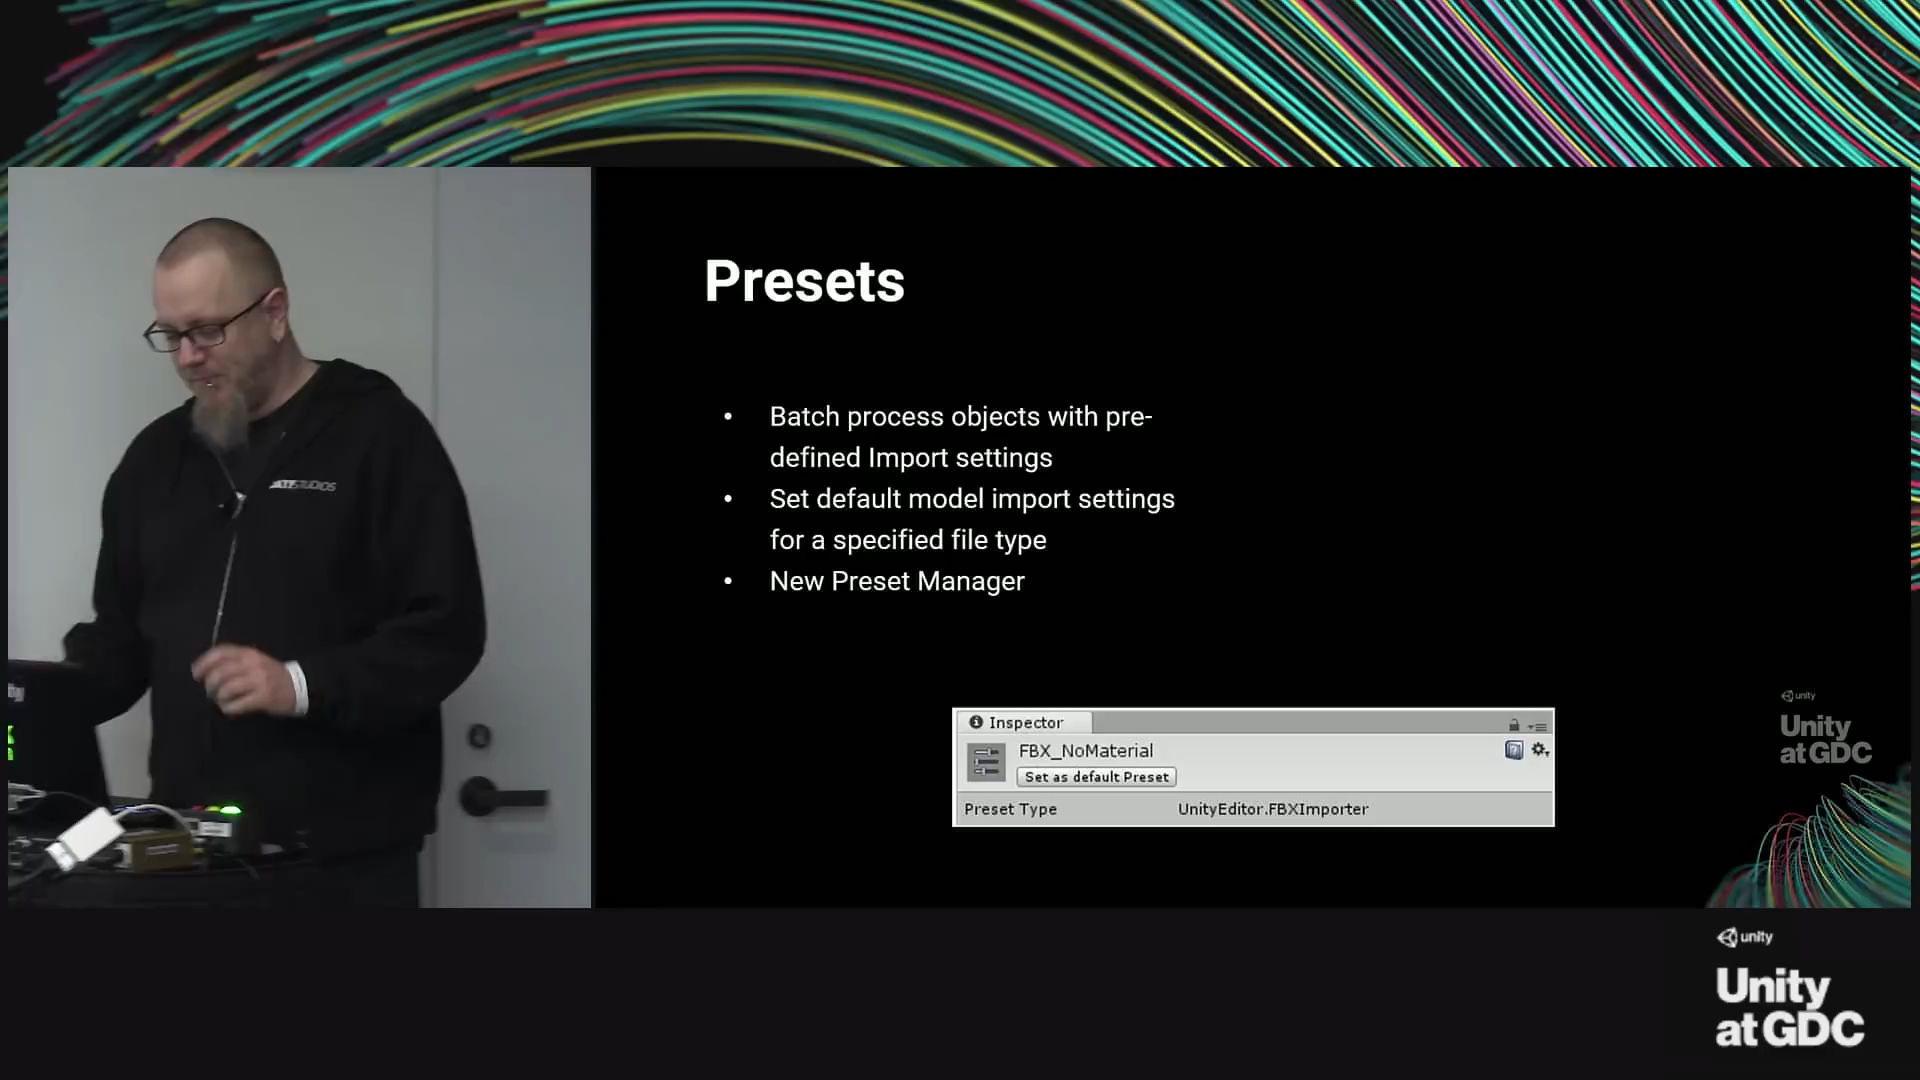 Presets
• Batch process objects with pre-
defined Import settings
• Set default model import settings
for a specified file type
• New Preset Manager
Inspector
FBX_NoMaterial
Set as default Preset
Preset Type UnityEditor.FBXImporter
unity
Unity
at GDC
unity
Unity
at GDC